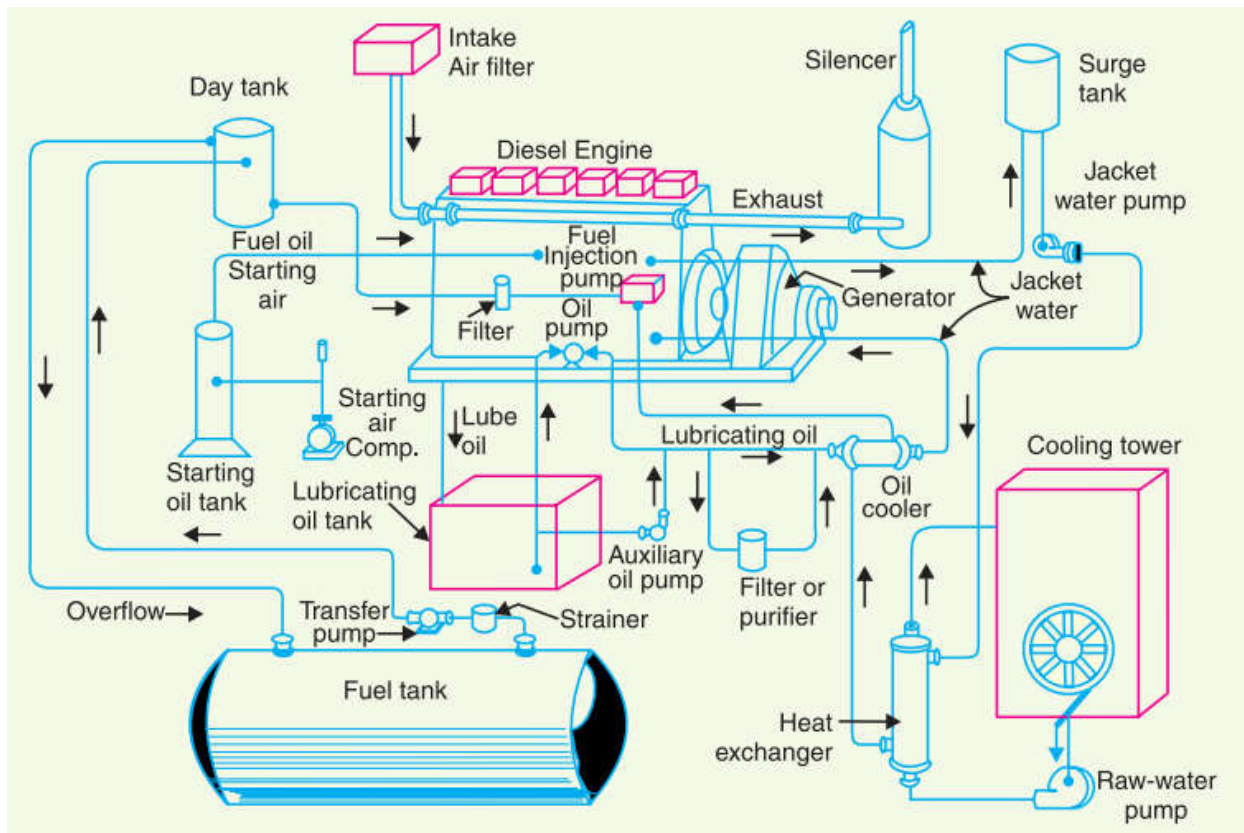 Intake
Air filter
Silencer
Surge
tank
Day tank
Diesel Engine
Jacket
water pump
Exhaust
Fuel oil
Starting
air
Fuel
Injection
pump
Generator
Jacket
water
Filter
Oil
pump
Starting
air
Comp.
Lube
oil
Lubricating oil
Cooling tower
Starting
oil tank
Lubricating
oil tank
Oil
cooler
Auxiliary
oil pump
Filter or
purifier
Overflow
Transfer
pump
Strainer
Fuel tank
Heat
exchanger
Raw-water
pump